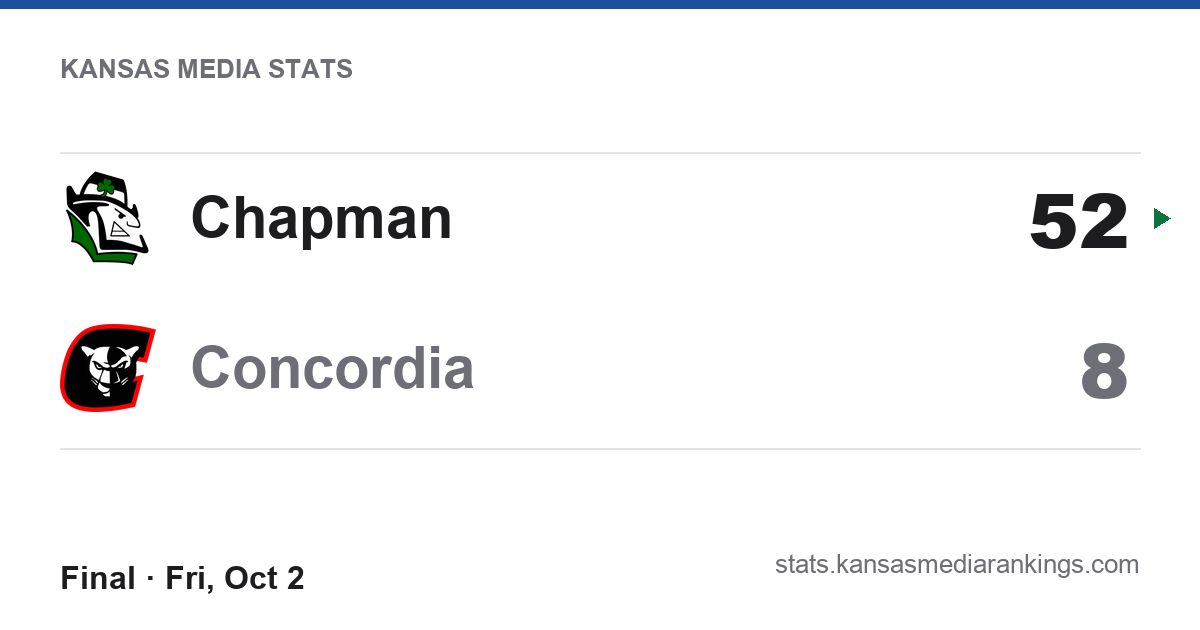 KANSAS MEDIA STATS
Chapman 52
Concordia 8
Final · Fri, Oct 2
stats.kansasmediarankings.com